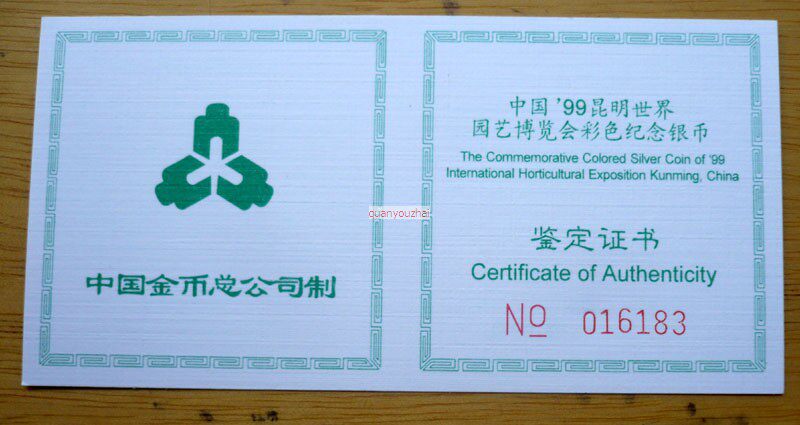 中国金币总公司制
中国 '99昆明世界
园艺博览会彩色纪念银币
The Commemorative Colored Silver Coin of '99
International Horticultural Exposition Kunming, China
鉴定证书
Certificate of Authenticity
No 016183
quanyouzhai